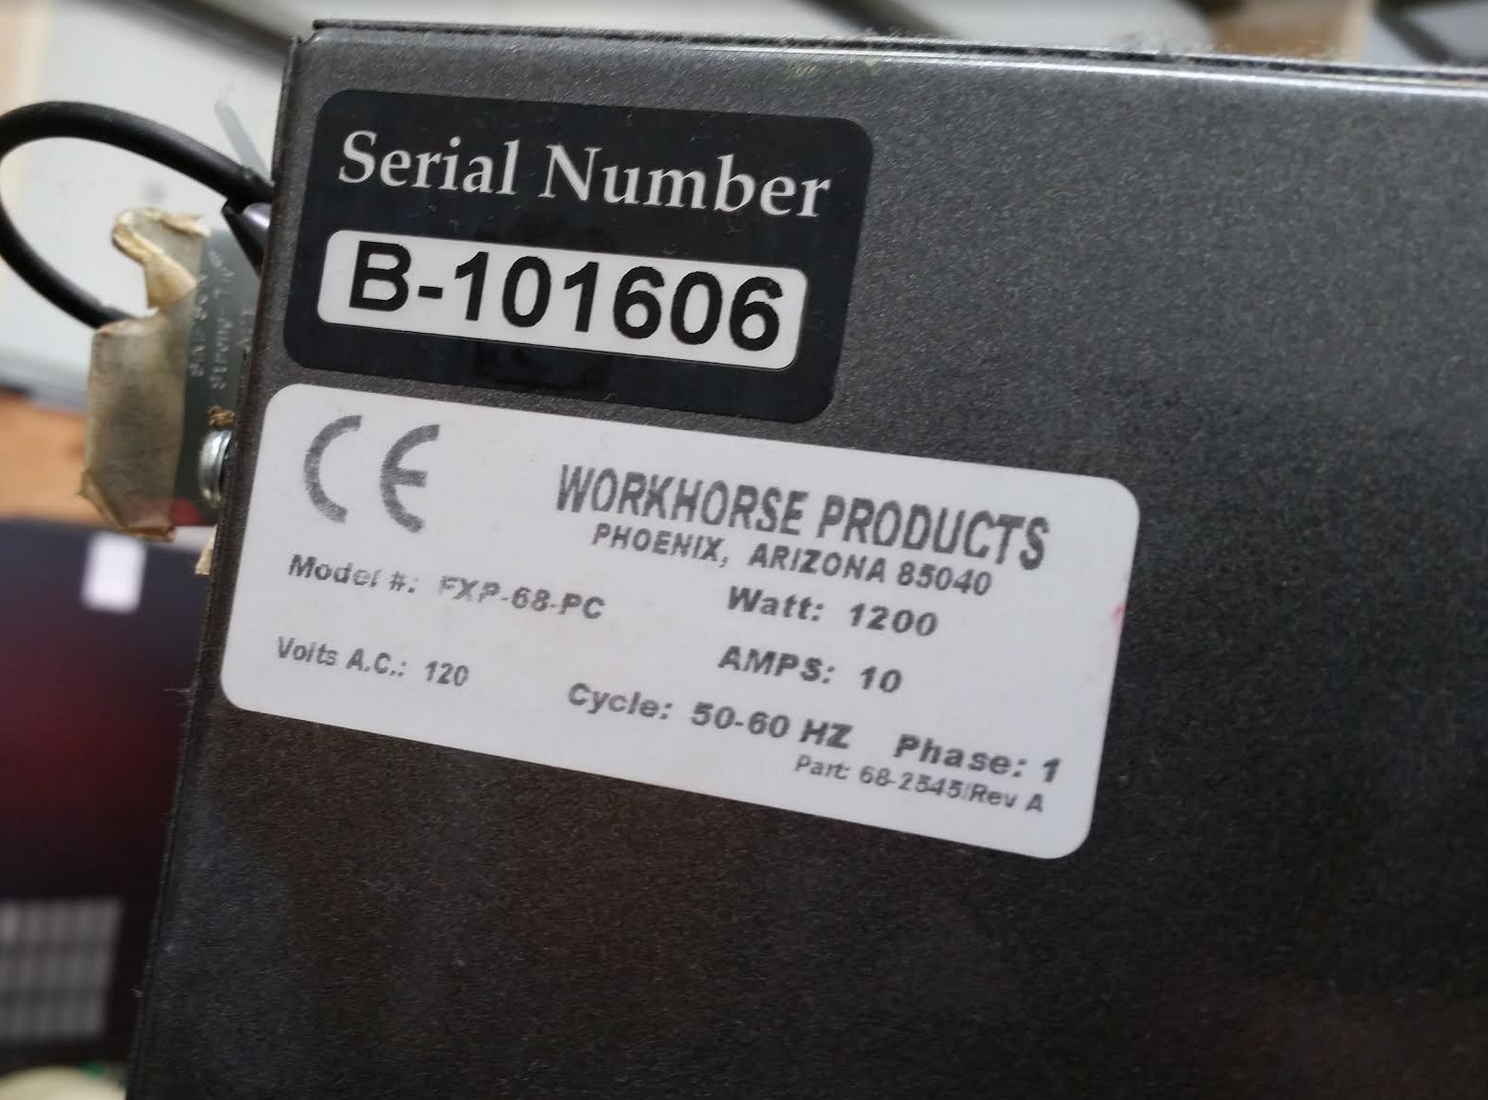 Serial Number
B-101606
CE
WORKHORSE PRODUCTS
PHOENIX, ARIZONA 85040
Model #: FXP-68-PC
Watt: 1200
Volts A.C.: 120
AMPS: 10
Cycle: 50-60 HZ Phase: 1
Part: 68-2545/Rev A